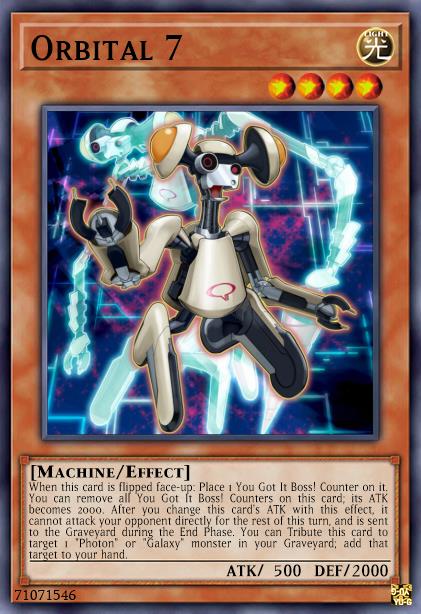 Orbital 7
LIGHT
光
[Machine/Effect]
When this card is flipped face-up: Place 1 You Got It Boss! Counter on it.
You can remove all You Got It Boss! Counters on this card; its ATK
becomes 2000. After you change this card's ATK with this effect, it
cannot attack your opponent directly for the rest of this turn, and is sent
to the Graveyard during the End Phase. You can Tribute this card to
target 1 "Photon" or "Galaxy" monster in your Graveyard; add that
target to your hand.
ATK/ 500 DEF/2000
71071546